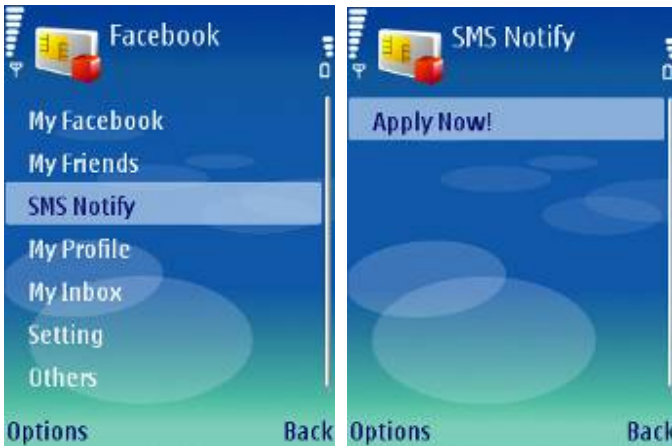 Facebook
My Facebook
My Friends
SMS Notify
My Profile
My Inbox
Setting
Others
Options Back
SMS Notify
Apply Now!
Options Back